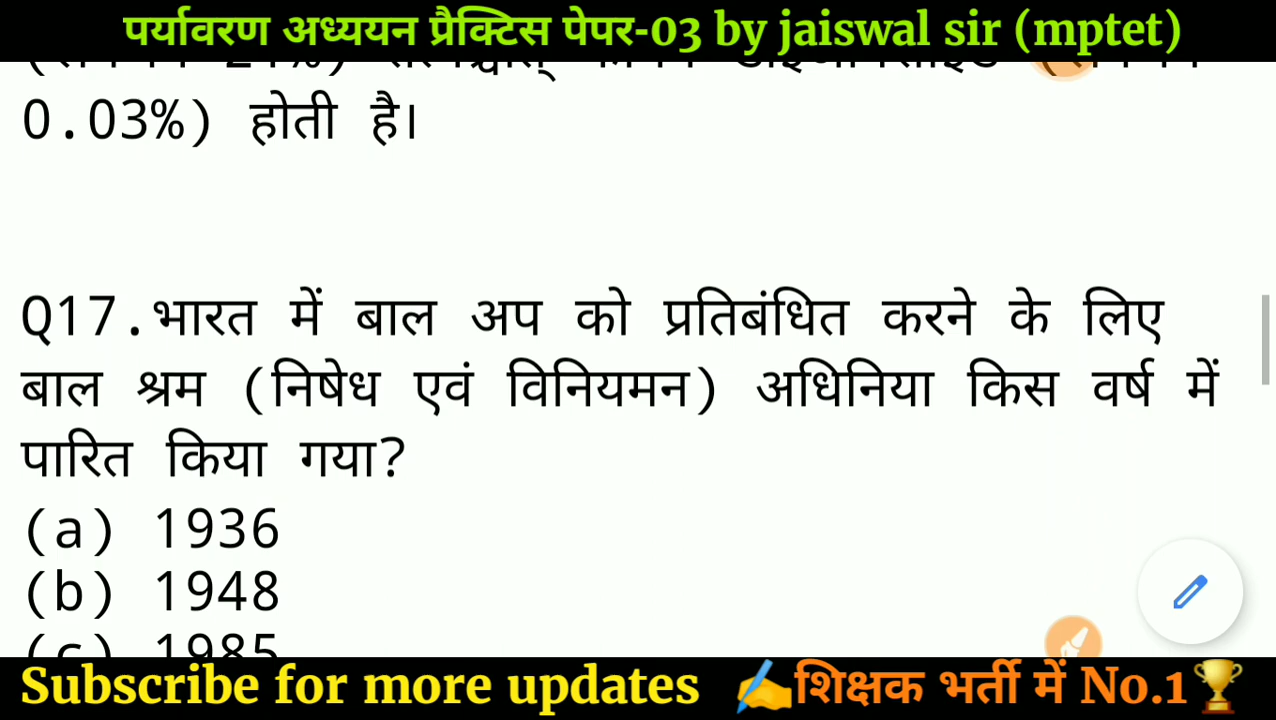 पर्यावरण अध्ययन प्रैक्टिस पेपर-03 by jaiswal sir (mptet)
0.03%) होती है।
Q17.भारत में बाल अप को प्रतिबंधित करने के लिए
बाल श्रम (निषेध एवं विनियमन) अधिनिया किस वर्ष में
पारित किया गया?
(a) 1936
(b) 1948
(c) 1985
Subscribe for more updates ✍️शिक्षक भर्ती में No.1🏆